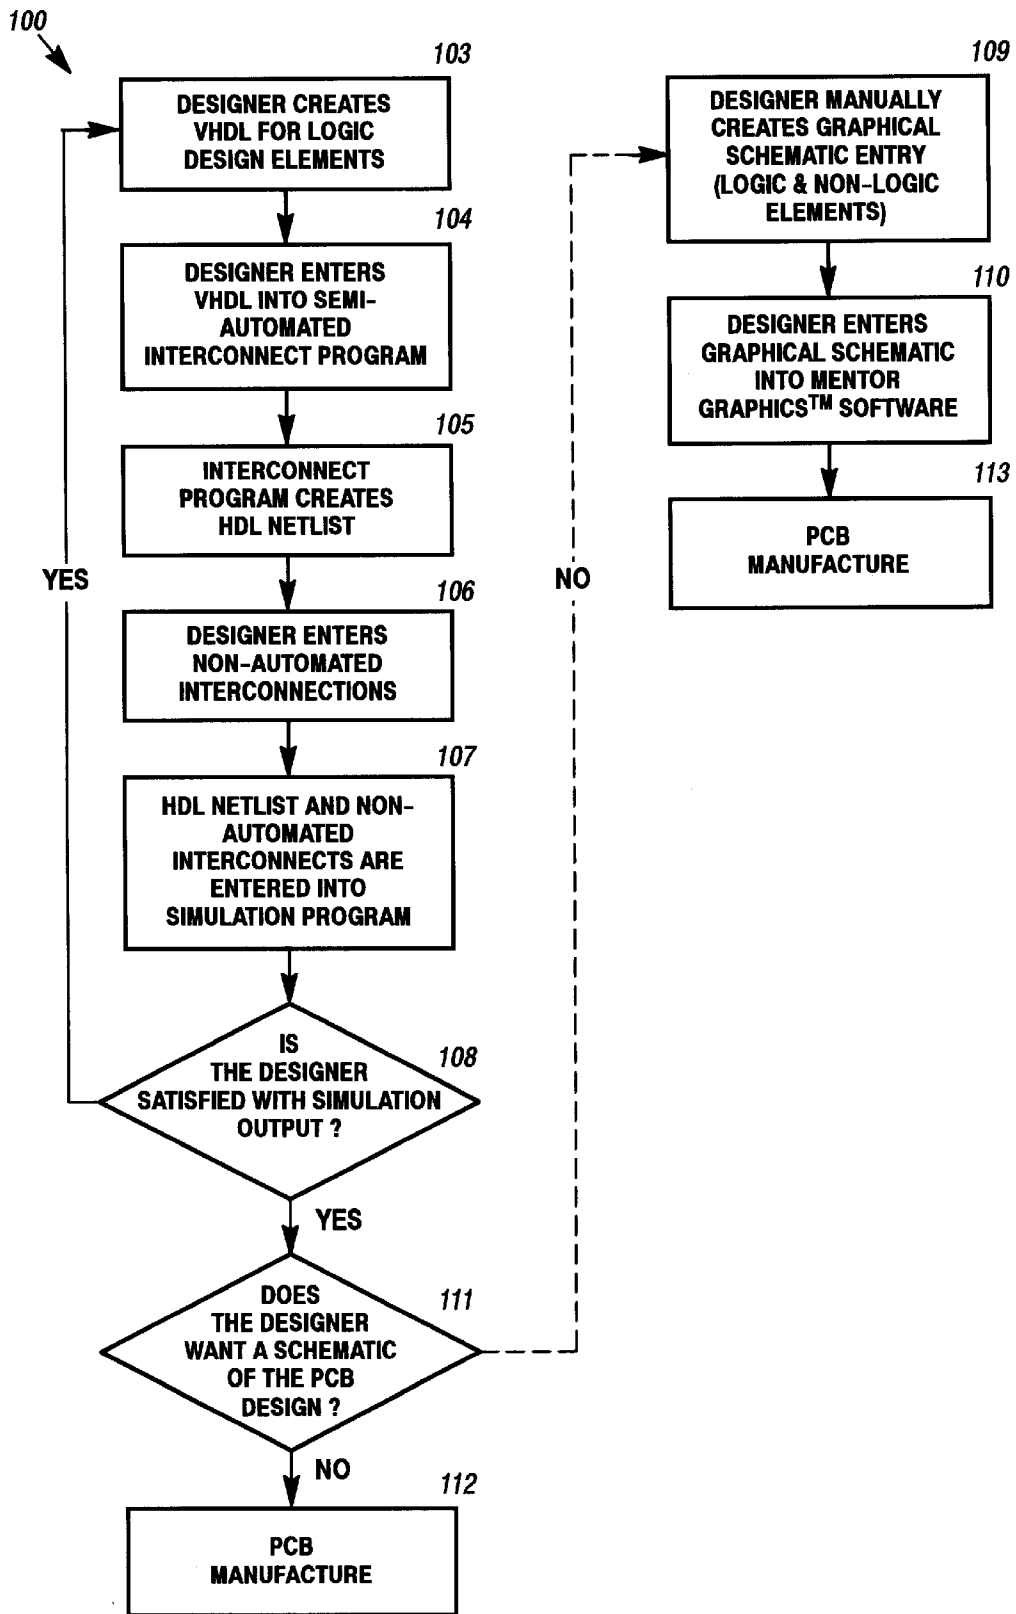 100
103
DESIGNER CREATES
VHDL FOR LOGIC
DESIGN ELEMENTS
104
DESIGNER ENTERS
VHDL INTO SEMI-
AUTOMATED
INTERCONNECT PROGRAM
105
INTERCONNECT
PROGRAM CREATES
HDL NETLIST
YES
106
DESIGNER ENTERS
NON-AUTOMATED
INTERCONNECTIONS
107
HDL NETLIST AND NON-
AUTOMATED
INTERCONNECTS ARE
ENTERED INTO
SIMULATION PROGRAM
108
IS
THE DESIGNER
SATISFIED WITH SIMULATION
OUTPUT ?
YES
111
DOES
THE DESIGNER
WANT A SCHEMATIC
OF THE PCB
DESIGN ?
NO
112
PCB
MANUFACTURE
NO
109
DESIGNER MANUALLY
CREATES GRAPHICAL
SCHEMATIC ENTRY
(LOGIC & NON-LOGIC
ELEMENTS)
110
DESIGNER ENTERS
GRAPHICAL SCHEMATIC
INTO MENTOR
GRAPHICS™ SOFTWARE
113
PCB
MANUFACTURE